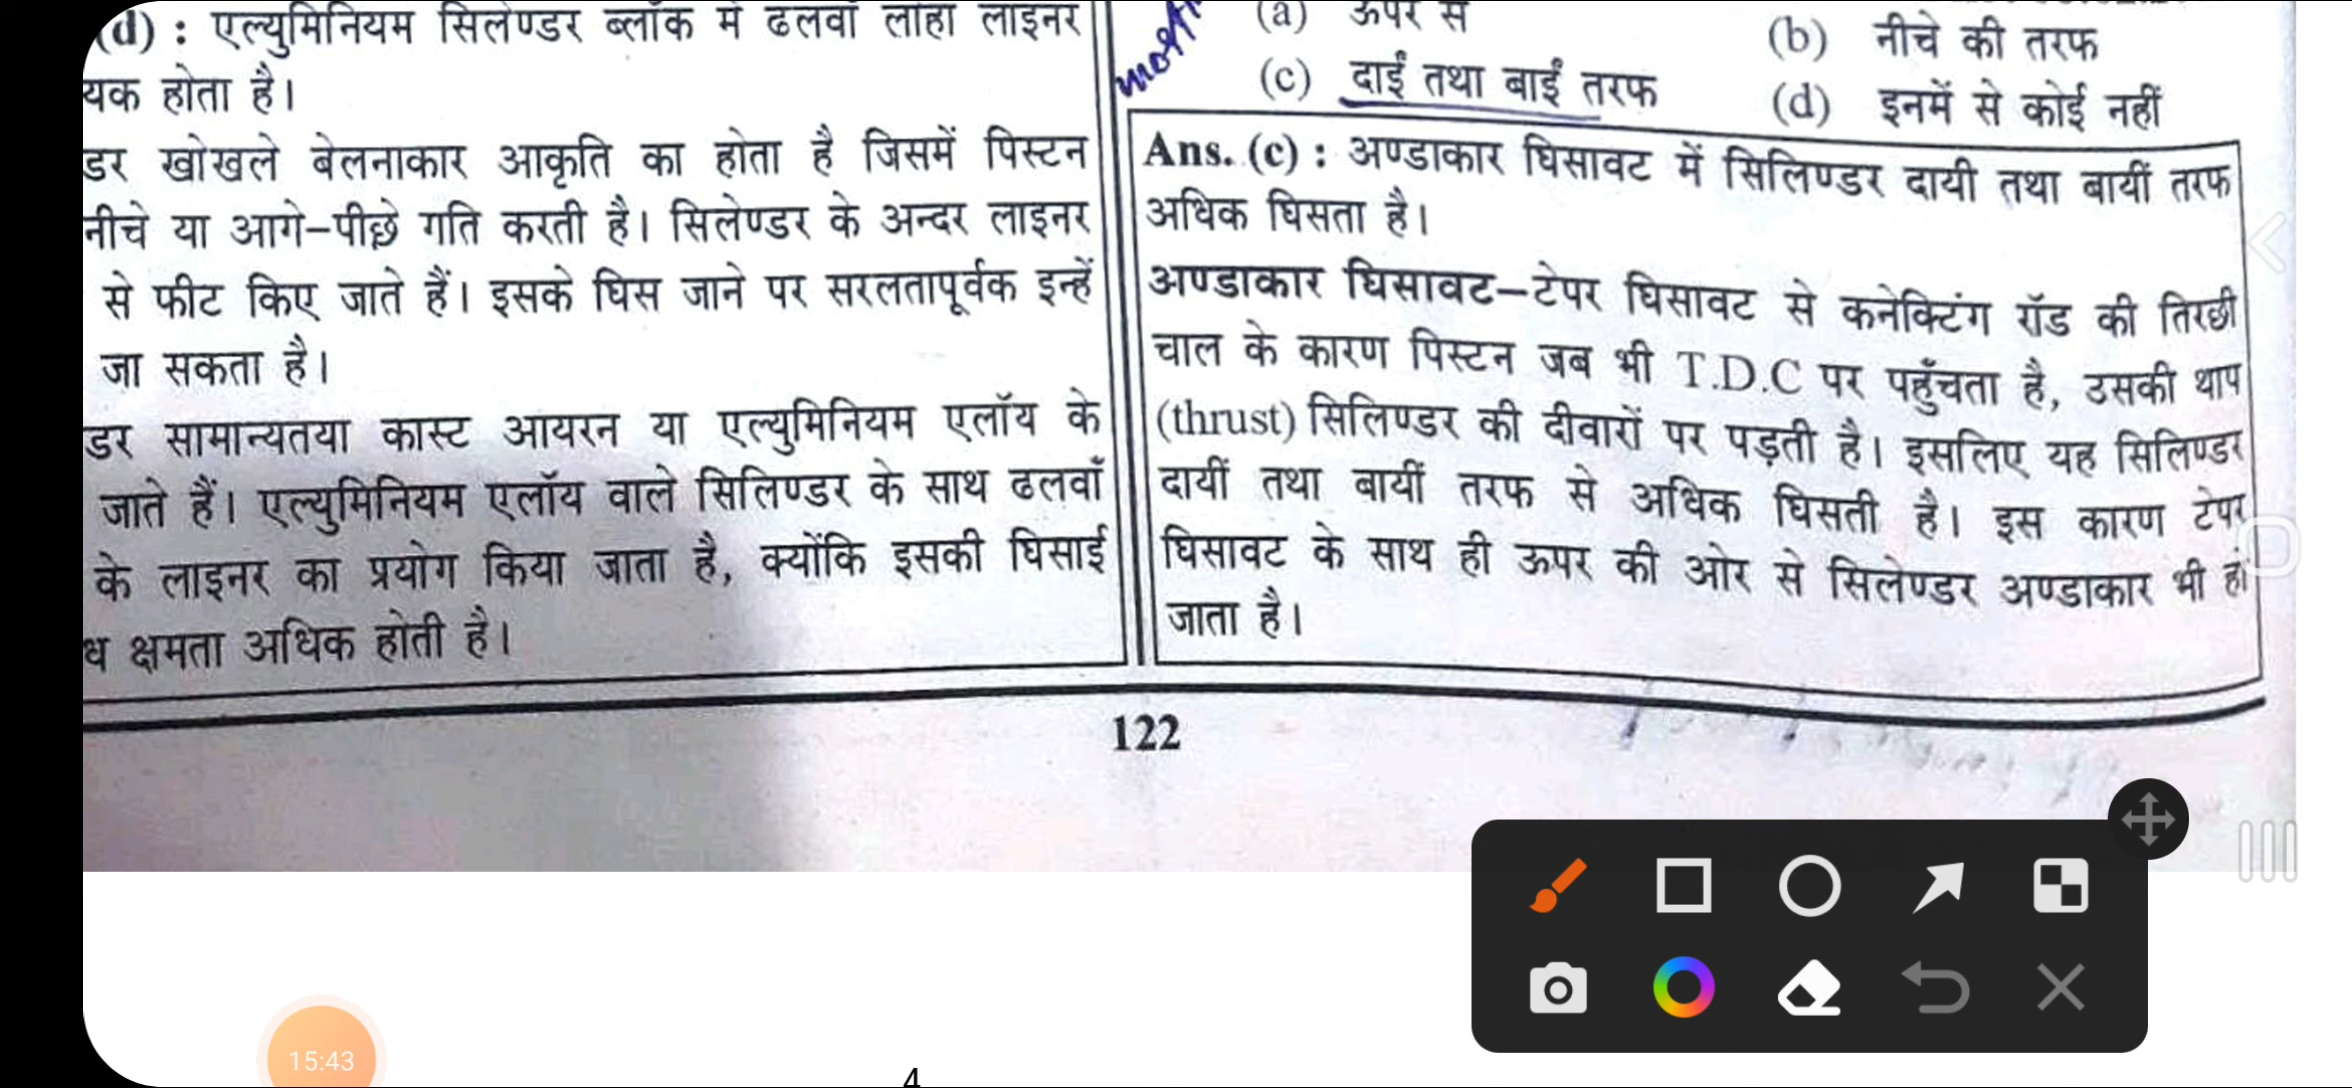 (d) : एल्युमिनियम सिलेण्डर ब्लॉक में ढलवाँ लोहा लाइनर
यक होता है।
डर खोखले बेलनाकार आकृति का होता है जिसमें पिस्टन
नीचे या आगे-पीछे गति करती है। सिलेण्डर के अन्दर लाइनर
से फीट किए जाते हैं। इसके घिस जाने पर सरलतापूर्वक इन्हें
जा सकता है।
डर सामान्यतया कास्ट आयरन या एल्युमिनियम एलॉय के
जाते हैं। एल्युमिनियम एलॉय वाले सिलिण्डर के साथ ढलवाँ
के लाइनर का प्रयोग किया जाता है, क्योंकि इसकी घिसाई
ध क्षमता अधिक होती है।
(a) ऊपर से
(b) नीचे की तरफ
(c) दाईं तथा बाईं तरफ
(d) इनमें से कोई नहीं
Ans. (c) : अण्डाकार घिसावट में सिलिण्डर दायी तथा बायीं तरफ
अधिक घिसता है।
अण्डाकार घिसावट–टेपर घिसावट से कनेक्टिंग रॉड की तिरछी
चाल के कारण पिस्टन जब भी T.D.C पर पहुँचता है, उसकी थाप
(thrust) सिलिण्डर की दीवारों पर पड़ती है। इसलिए यह सिलिण्डर
दायीं तथा बायीं तरफ से अधिक घिसती है। इस कारण टेपर
घिसावट के साथ ही ऊपर की ओर से सिलेण्डर अण्डाकार भी हो
जाता है।
122
15:43
4